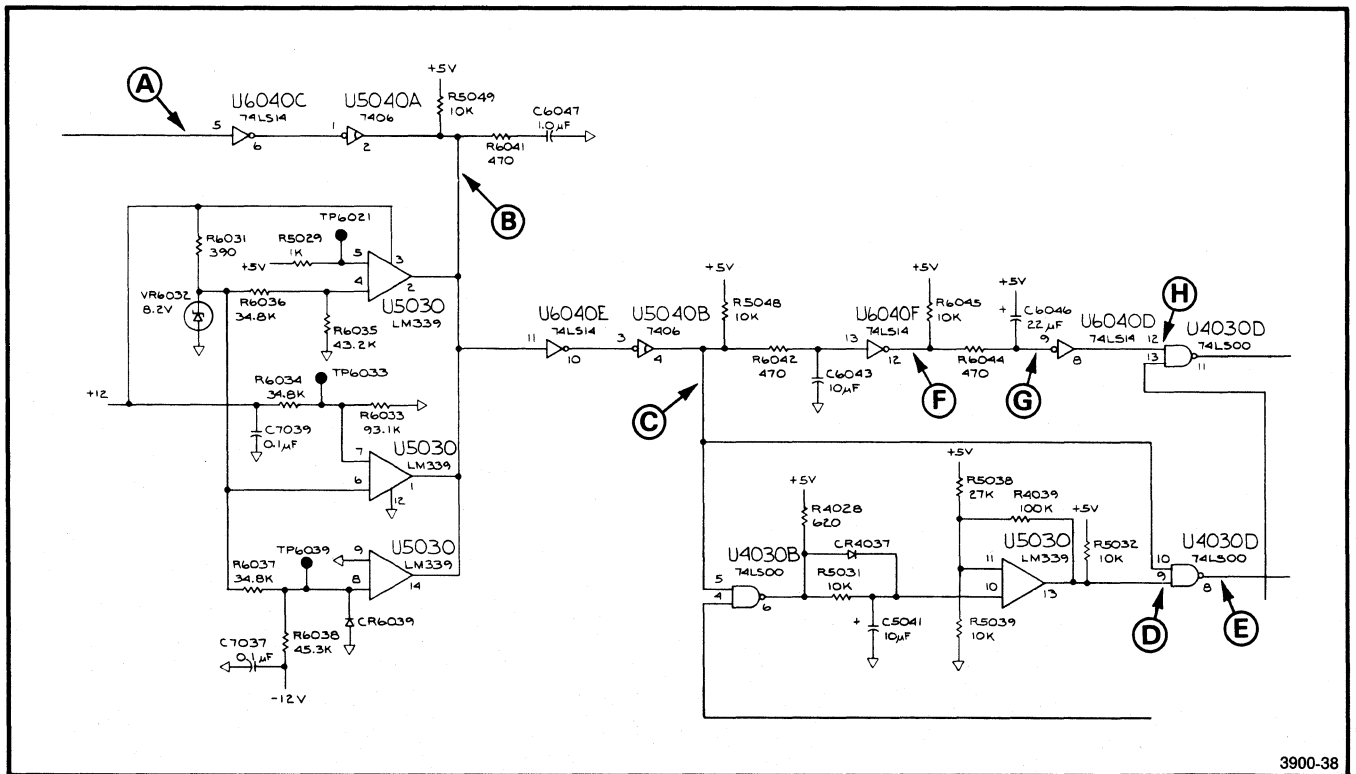 A
U6040C
74LS14
5
6
U5040A
7406
1
2
+5V
R5049
10K
R6041
470
C6047
1.0µF
B
R6031
390
VR6032
8.2V
TP6021
R5029
1K
+5V
R6036
34.8K
R6035
43.2K
5
4
3
2
U5030
LM339
+12
R6034
34.8K
TP6033
R6033
93.1K
C7039
0.1µF
7
6
12
1
U5030
LM339
R6037
34.8K
TP6039
9
8
14
U5030
LM339
CR6039
C7037
0.1µF
R6038
45.3K
-12V
U6040E
74LS14
11
10
U5040B
7406
3
4
+5V
R5048
10K
C
R6042
470
C6043
10µF
U6040F
74LS14
13
12
+5V
R6045
10K
F
R6044
470
+5V
+
C6046
22µF
G
U6040D
74LS14
9
8
H
U4030D
74LS00
12
13
11
U4030B
74LS00
5
4
6
+5V
R4028
620
CR4037
R5031
10K
+
C5041
10µF
+5V
R5038
27K
R4039
100K
+5V
R5032
10K
U5030
LM339
11
10
13
R5039
10K
U4030D
74LS00
10
9
8
D
E
3900-38